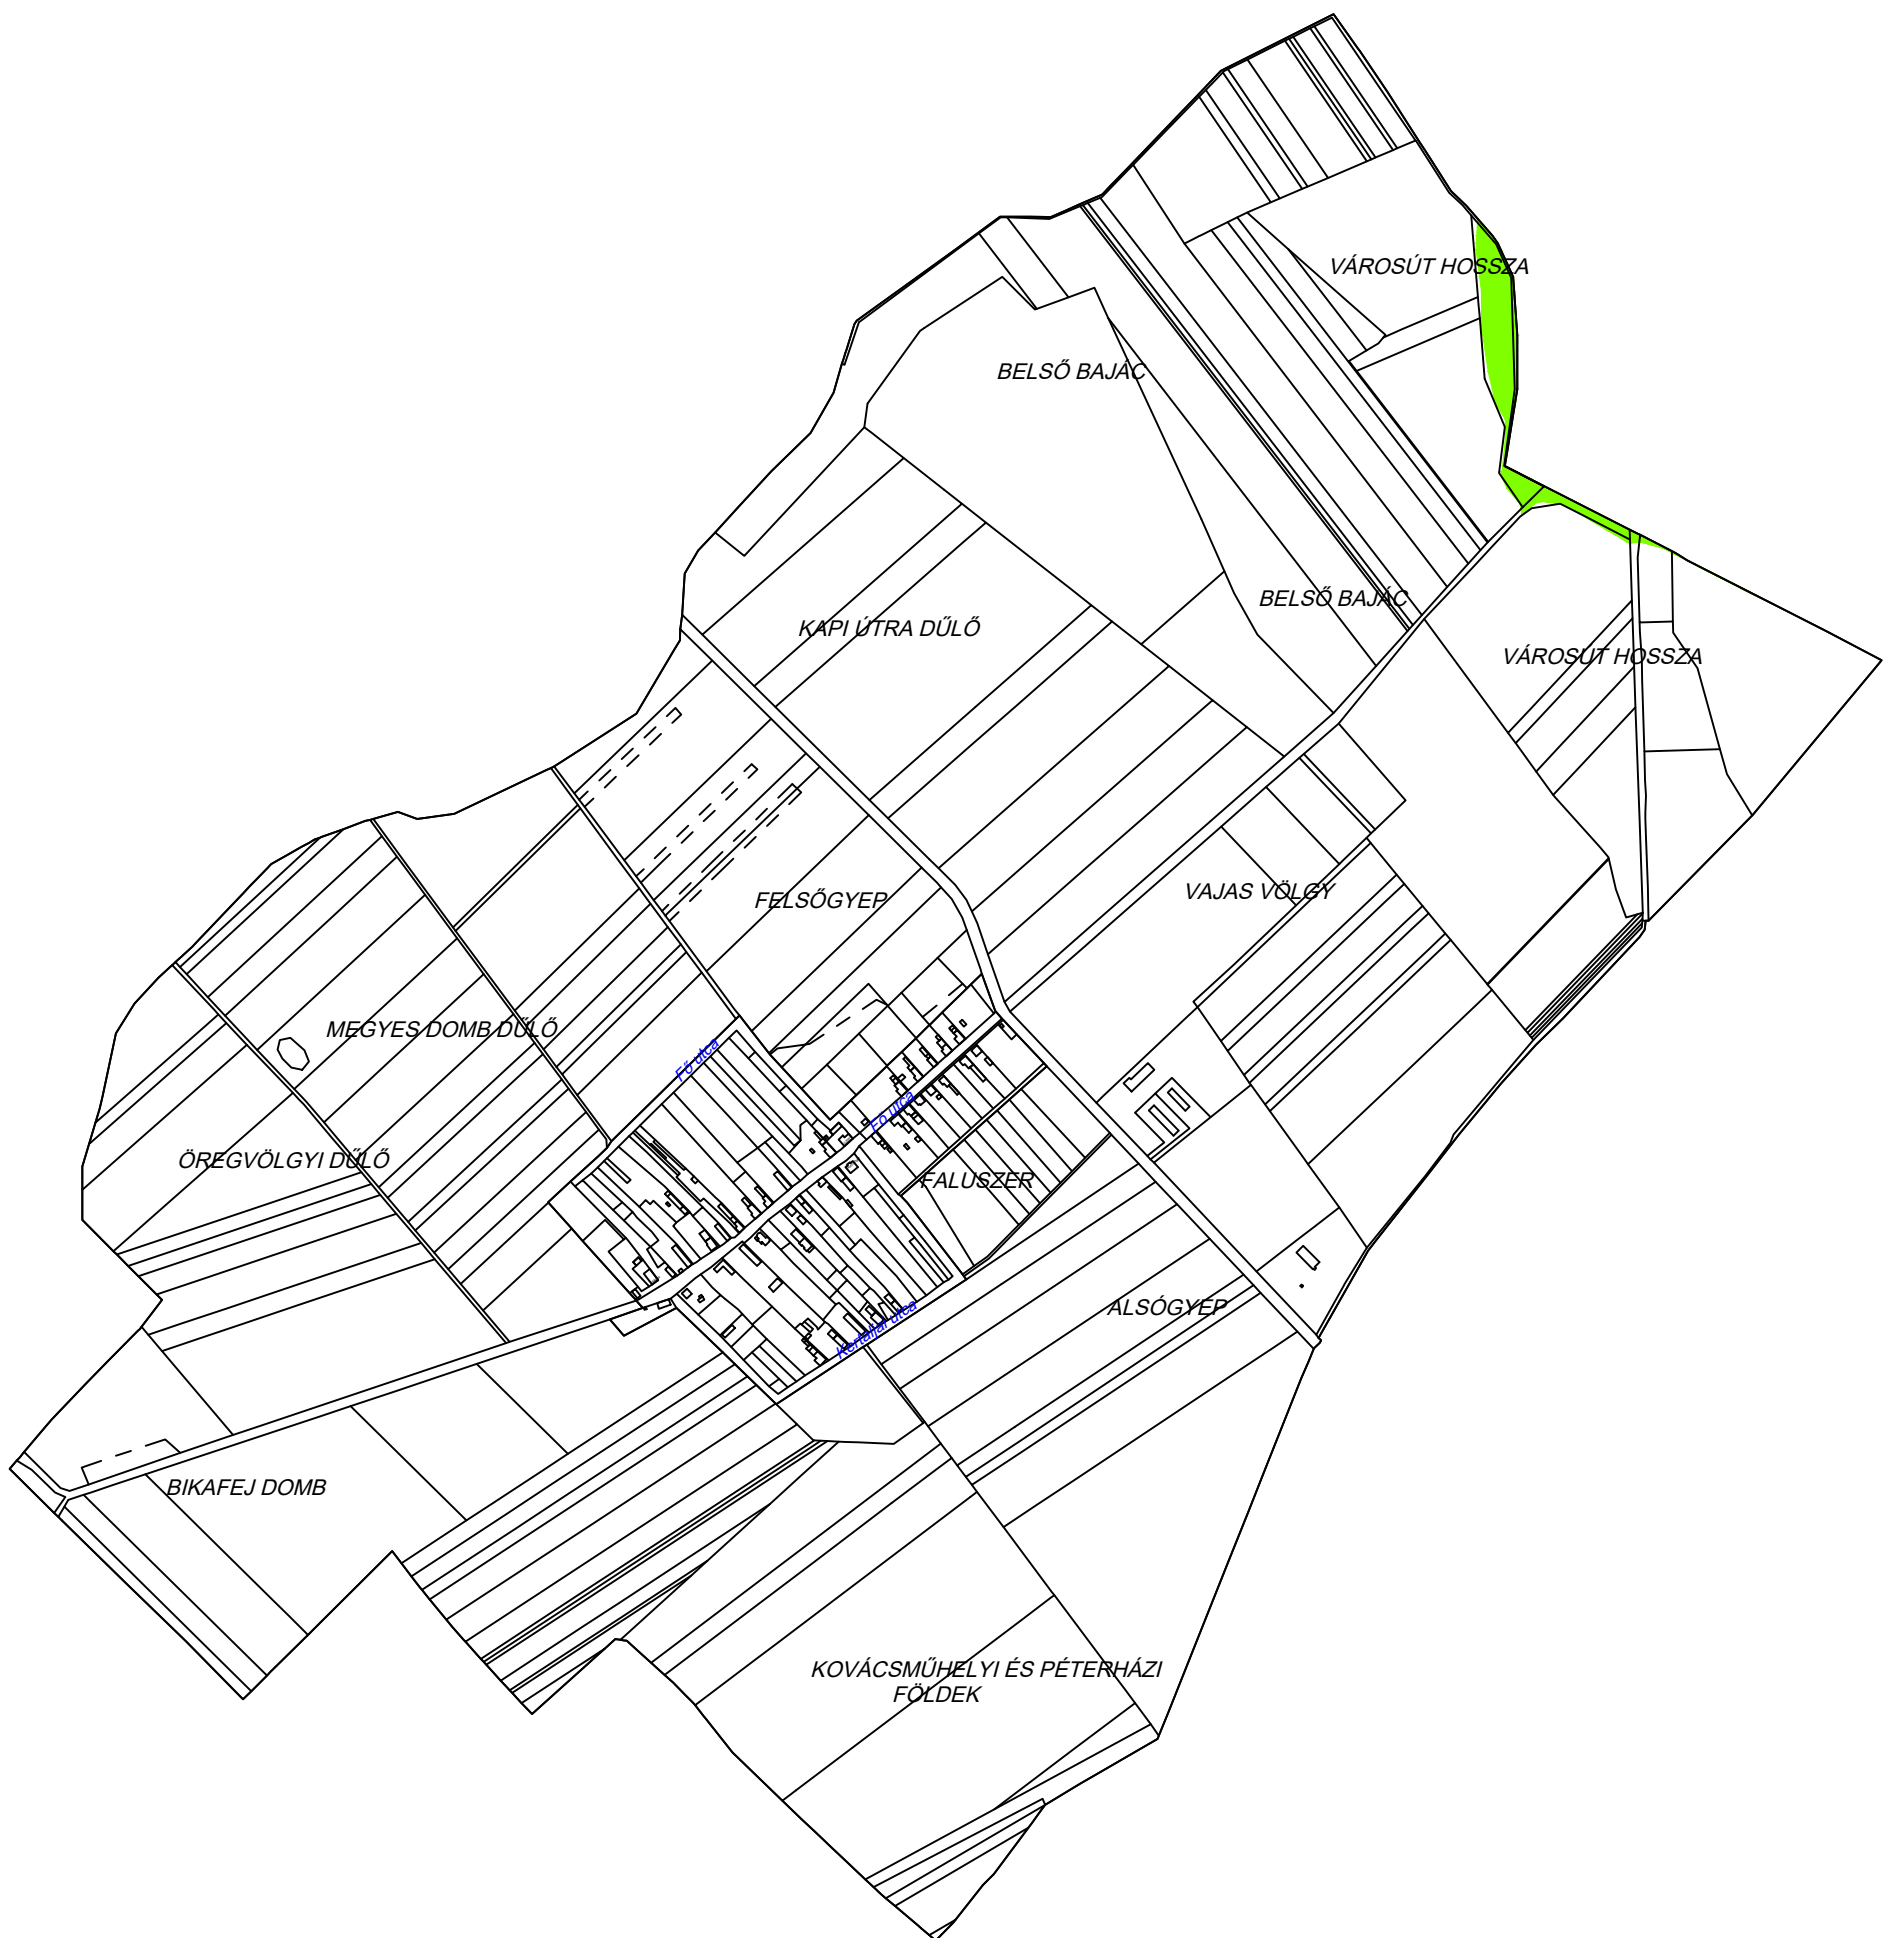 VÁROSÚT HOSSZA
BELSŐ BAJÁC
BELSŐ BAJÁC
KAPI ÚTRA DŰLŐ
VÁROSÚT HOSSZA
VAJAS VÖLGY
FELSŐGYEP
MEGYES DOMB DŰLŐ
Fő utca
Fő utca
ÖREGVÖLGYI DŰLŐ
FALUSZER
ALSÓGYEP
Kertaljai utca
BIKAFEJ DOMB
KOVÁCSMŰHELYI ÉS PÉTERHÁZI
FÖLDEK